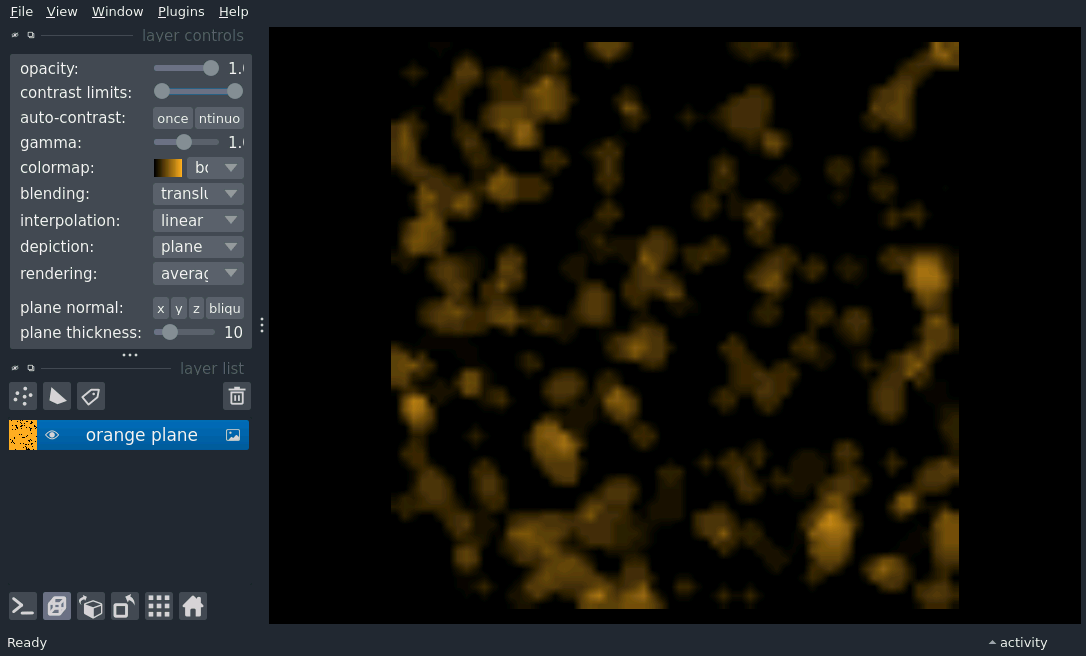 File View Window Plugins Help
layer controls
opacity: 1.
contrast limits:
auto-contrast: once ntinuo
gamma: 1.
colormap: bo
blending: translu
interpolation: linear
depiction: plane
rendering: averag
plane normal: x y z bliqu
plane thickness: 10
layer list
orange plane
Ready activity